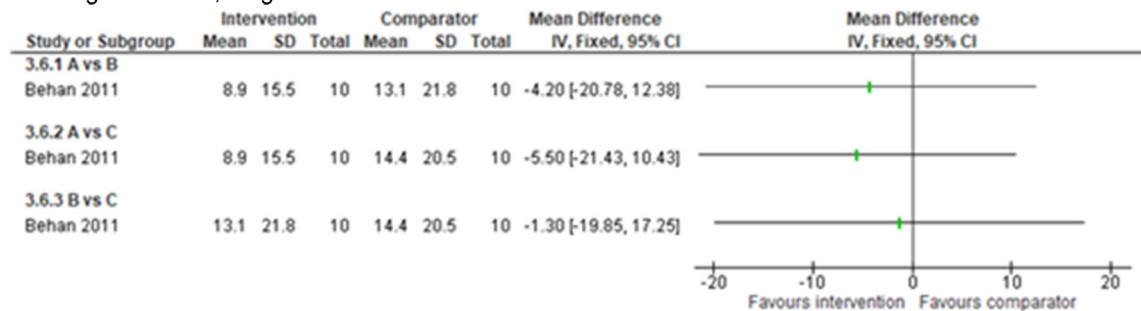 Intervention Comparator Mean Difference Mean Difference
Study or Subgroup Mean SD Total Mean SD Total IV, Fixed, 95% CI IV, Fixed, 95% CI
3.6.1 A vs B
Behan 2011 8.9 15.5 10 13.1 21.8 10 -4.20 [-20.78, 12.38]
3.6.2 A vs C
Behan 2011 8.9 15.5 10 14.4 20.5 10 -5.50 [-21.43, 10.43]
3.6.3 B vs C
Behan 2011 13.1 21.8 10 14.4 20.5 10 -1.30 [-19.85, 17.25]
-20 -10 0 10 20
Favours intervention Favours comparator